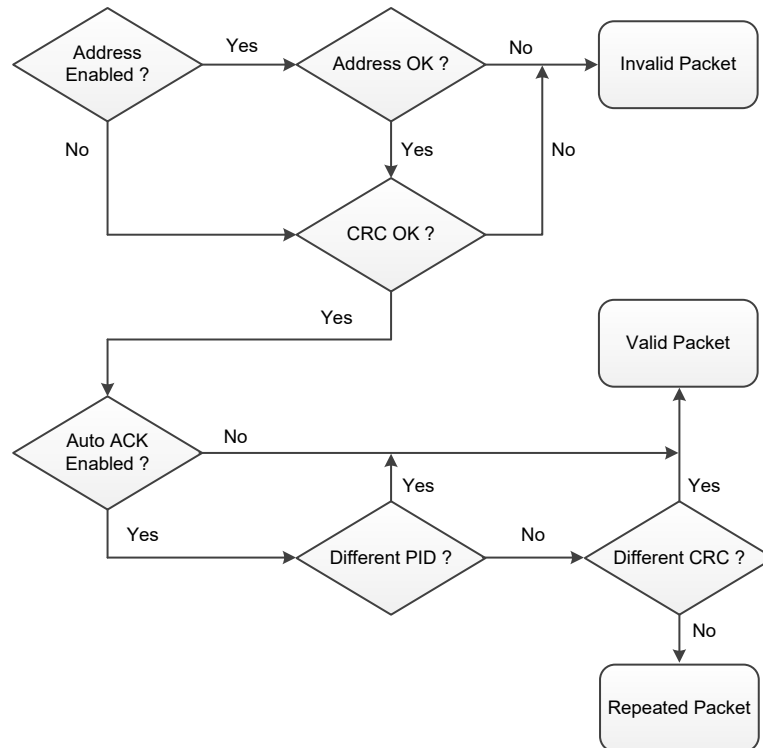 Address
Enabled ?
Yes
Address OK ?
No
Invalid Packet
No
Yes
No
CRC OK ?
Yes
Valid Packet
Auto ACK
Enabled ?
No
Yes
Yes
Yes
Different PID ?
No
Different CRC ?
No
Repeated Packet